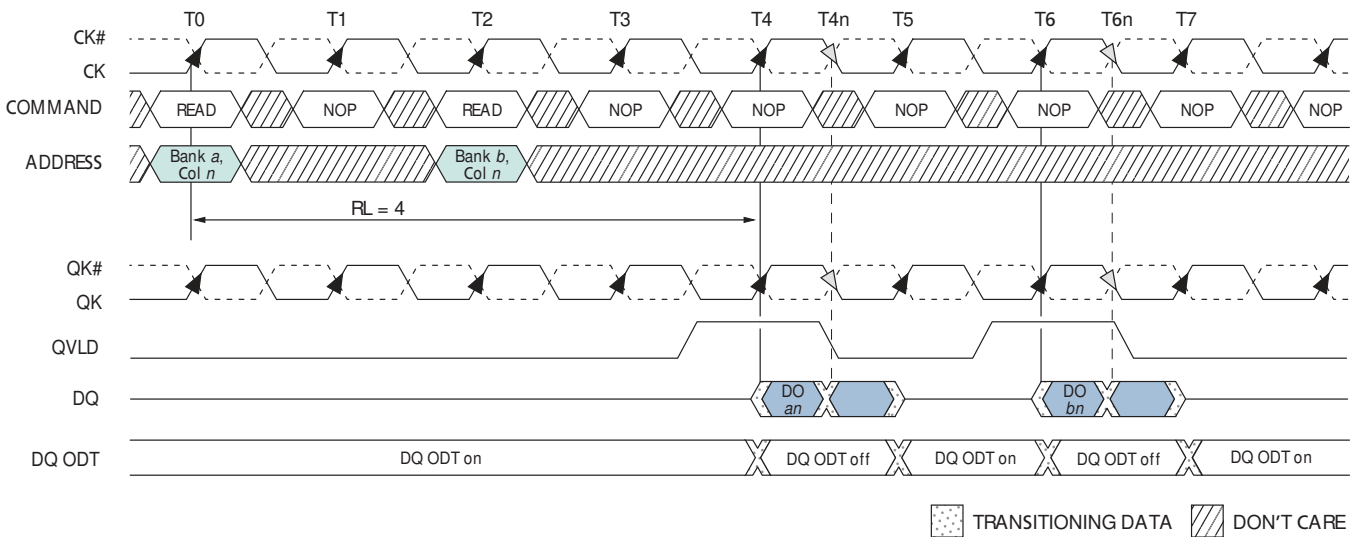 T0 T1 T2 T3 T4 T4n T5 T6 T6n T7
CK#
CK
COMMAND READ NOP READ NOP NOP NOP NOP NOP NOP
ADDRESS Bank a, Col n Bank b, Col n
RL = 4
QK#
QK
QVLD
DQ DO an DO bn
DQ ODT DQ ODT on DQ ODT off DQ ODT on DQ ODT off DQ ODT on
TRANSITIONING DATA DON'T CARE